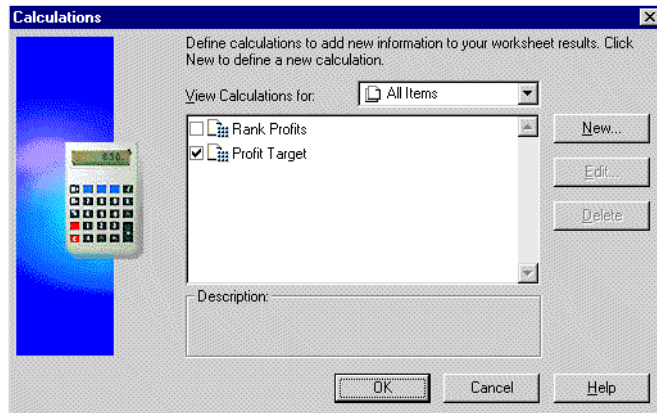 Calculations
Define calculations to add new information to your worksheet results. Click
New to define a new calculation.
View Calculations for: All Items
Rank Profits
Profit Target
New...
Edit...
Delete
Description:
OK Cancel Help